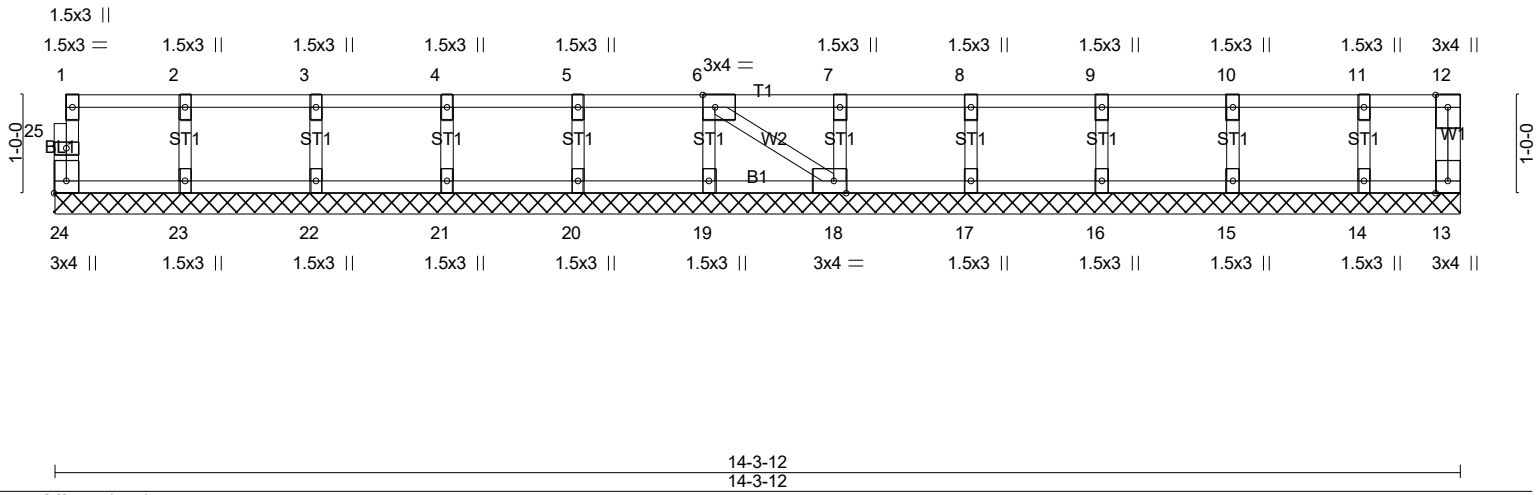 1.5x3 ||
1.5x3 = 1.5x3 || 1.5x3 || 1.5x3 || 1.5x3 || 1.5x3 || 1.5x3 || 1.5x3 || 1.5x3 || 1.5x3 || 3x4 ||
1 2 3 4 5 6 3x4 = 7 8 9 10 11 12
T1
1-0-0 25 BL1 ST1 ST1 ST1 ST1 ST1 W2 ST1 ST1 ST1 ST1 ST1 W1 1-0-0
B1
24 23 22 21 20 19 18 17 16 15 14 13
3x4 || 1.5x3 || 1.5x3 || 1.5x3 || 1.5x3 || 1.5x3 || 3x4 = 1.5x3 || 1.5x3 || 1.5x3 || 1.5x3 || 3x4 ||
14-3-12
14-3-12